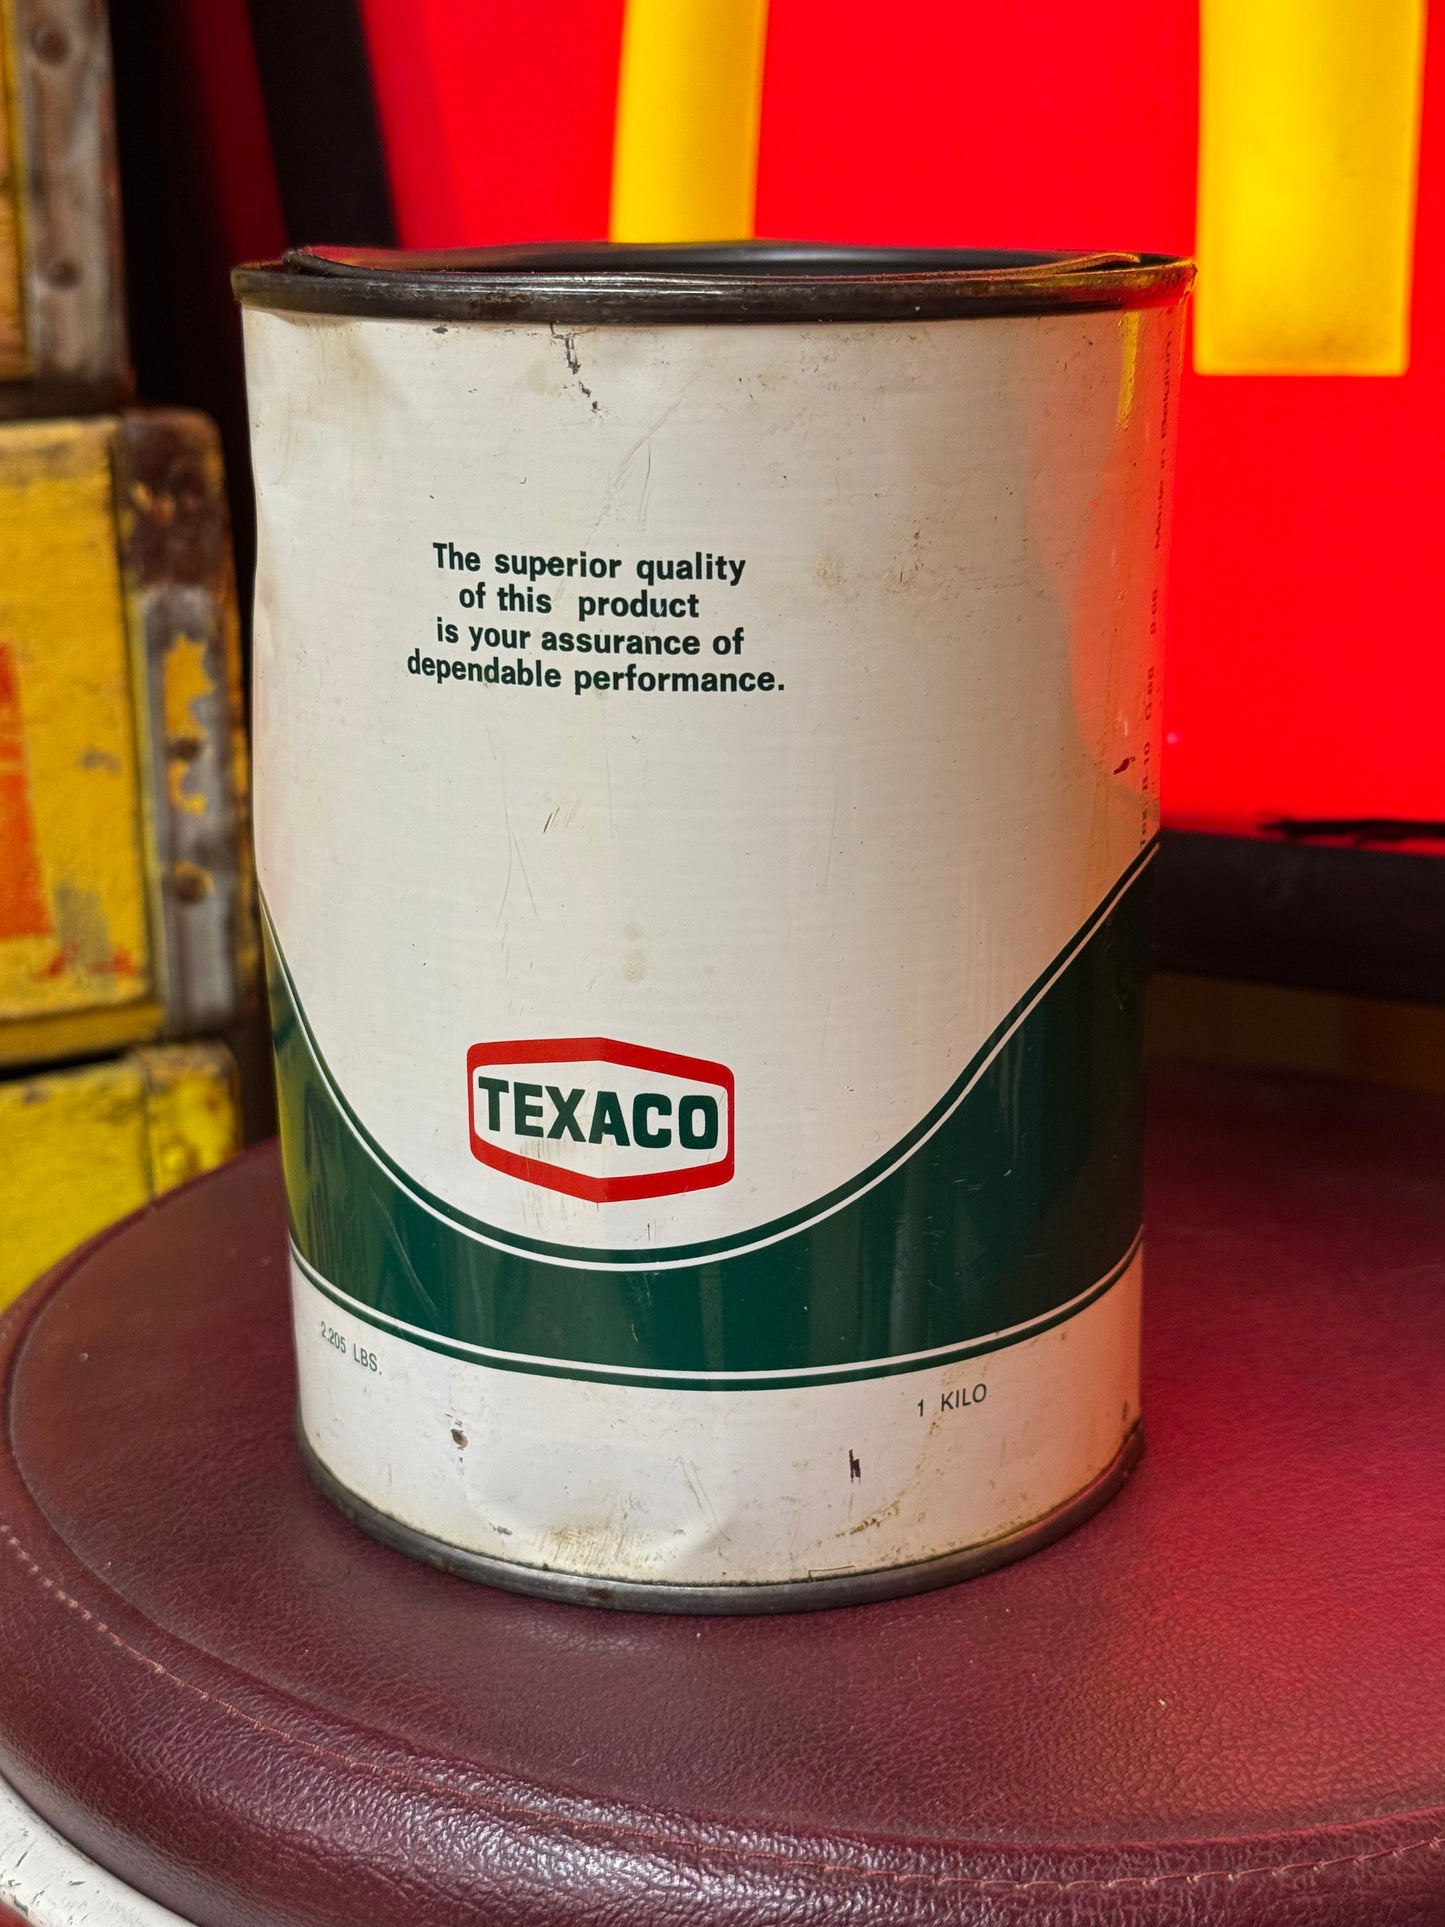 The superior quality
of this product
is your assurance of
dependable performance.
TEXACO
2.205 LBS.
1 KILO